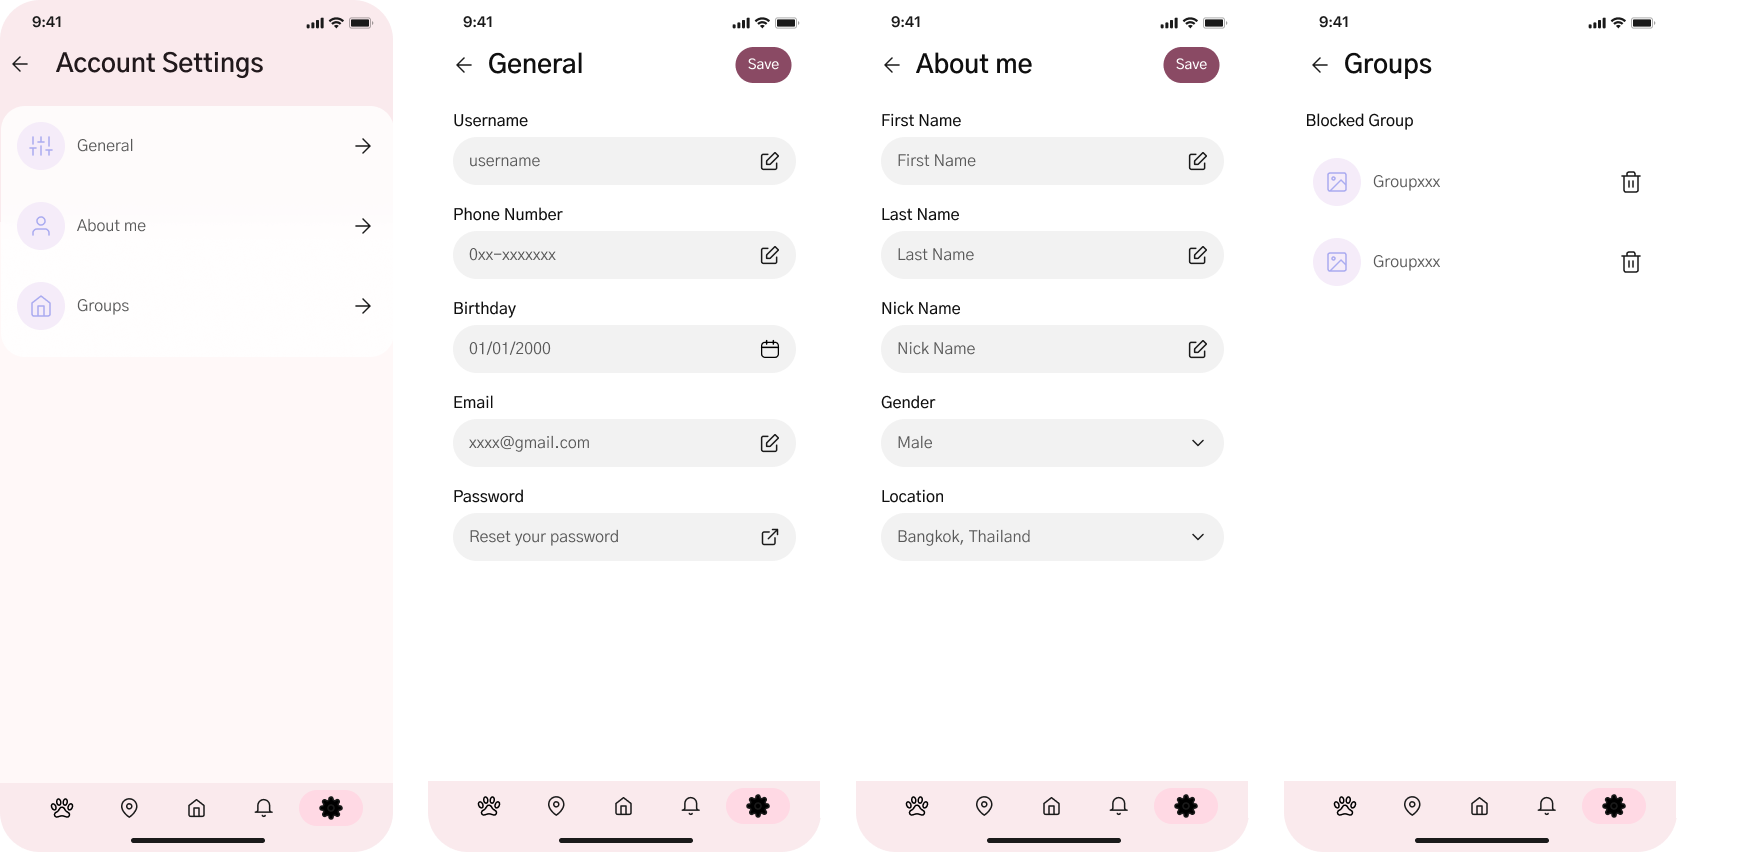 9:41
Account Settings
General
About me
Groups
9:41
General
Save
Username
username
Phone Number
0xx-xxxxxxx
Birthday
01/01/2000
Email
xxxx@gmail.com
Password
Reset your password
9:41
About me
Save
First Name
First Name
Last Name
Last Name
Nick Name
Nick Name
Gender
Male
Location
Bangkok, Thailand
9:41
Groups
Blocked Group
Groupxxx
Groupxxx